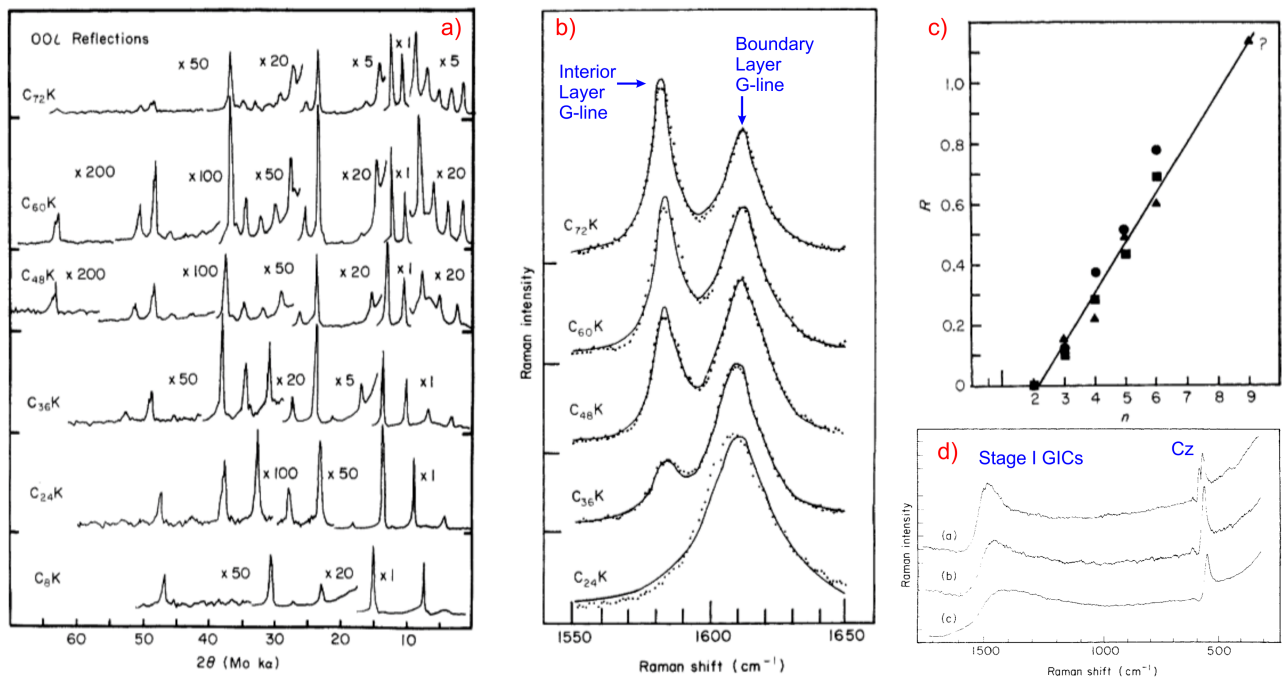 a)
OOL Reflections
x 50
x 20
x 5
x 1
x 5
C₇₂K
x 200
x 100
x 50
x 20
x 1
x 20
C₆₀K
C₄₈K
x 200
x 100
x 50
x 20
x 1
x 20
C₃₆K
x 50
x 20
x 5
x 1
C₂₄K
x 100
x 50
x 1
C₈K
x 50
x 20
x 1
60 50 40 30 20 10
2θ (Mo kα)
b)
Interior
Layer
G-line
Boundary
Layer
G-line
Raman intensity
C₇₂K
C₆₀K
C₄₈K
C₃₆K
C₂₄K
1550 1600 1650
Raman shift (cm⁻¹)
c)
?
R
1.0
0.8
0.6
0.4
0.2
0
2 3 4 5 6 7 8 9
n
d)
Stage I GICs
Cz
Raman intensity
(a)
(b)
(c)
1500 1000 500
Raman shift (cm⁻¹)